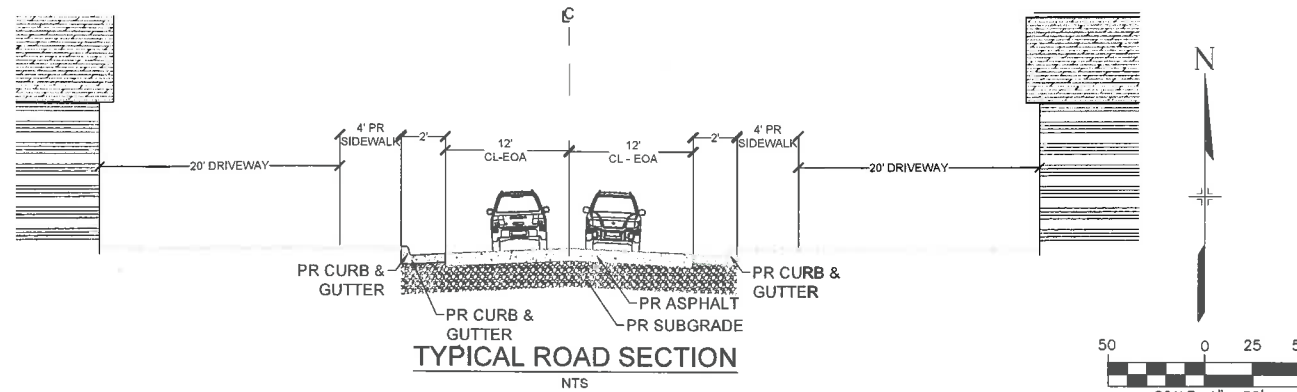 CL
N
4' PR
SIDEWALK
2'
12'
CL-EOA
12'
CL - EOA
2'
4' PR
SIDEWALK
20' DRIVEWAY
20' DRIVEWAY
PR CURB &
GUTTER
PR CURB &
GUTTER
PR CURB &
GUTTER
PR ASPHALT
PR SUBGRADE
TYPICAL ROAD SECTION
NTS
50
0
25